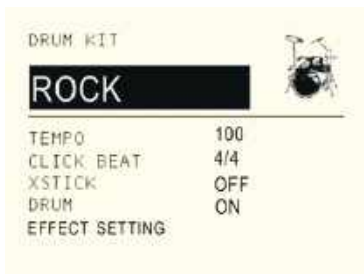 DRUM KIT
ROCK
TEMPO 100
CLICK BEAT 4/4
XSTICK OFF
DRUM ON
EFFECT SETTING